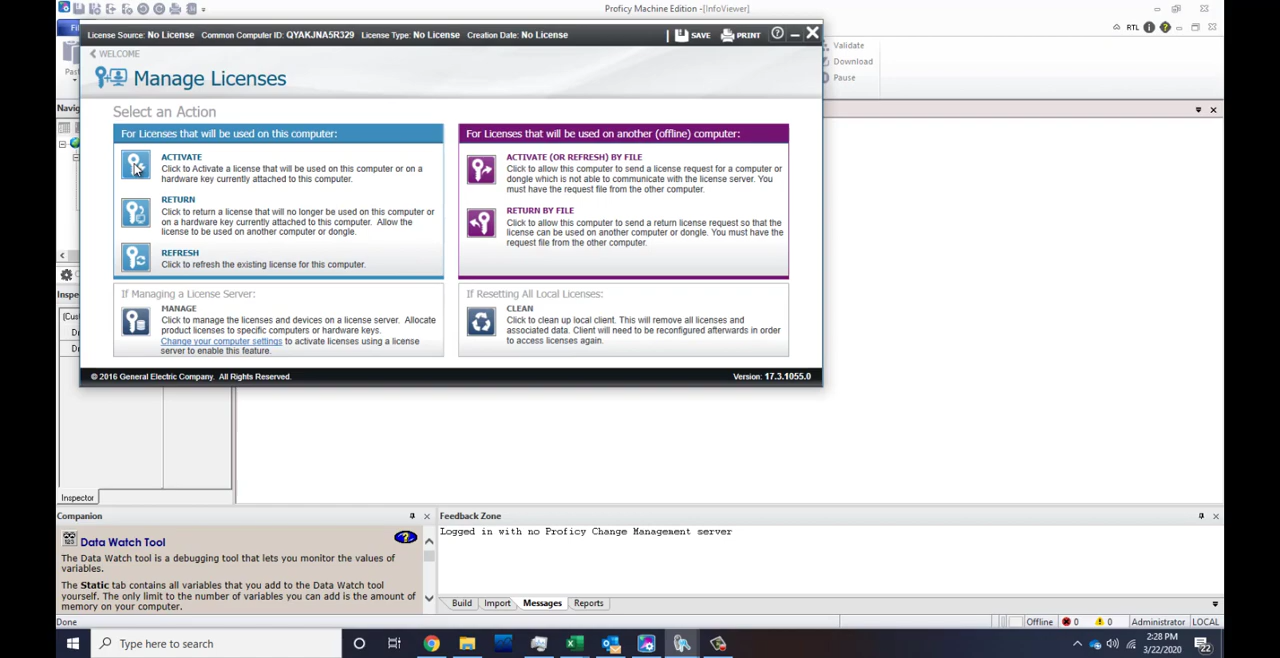 Proficy Machine Edition - [InfoViewer]
Fil
RTL
License Source: No License Common Computer ID: QYAKJNA5R329 License Type: No License Creation Date: No License
SAVE PRINT
WELCOME
Manage Licenses
Validate
Download
Pause
Past
Navig
Select an Action
For Licenses that will be used on this computer:
ACTIVATE
Click to Activate a license that will be used on this computer or on a
hardware key currently attached to this computer.
RETURN
Click to return a license that will no longer be used on this computer or
on a hardware key currently attached to this computer. Allow the
license to be used on another computer or dongle.
REFRESH
Click to refresh the existing license for this computer.
For Licenses that will be used on another (offline) computer:
ACTIVATE (OR REFRESH) BY FILE
Click to allow this computer to send a license request for a computer or
dongle which is not able to communicate with the license server. You
must have the request file from the other computer.
RETURN BY FILE
Click to allow this computer to send a return license request so that the
license can be used on another computer or dongle. You must have the
request file from the other computer.
If Managing a License Server:
MANAGE
Click to manage the licenses and devices on a license server. Allocate
product licenses to specific computers or hardware keys.
Change your computer settings to activate licenses using a license
server to enable this feature.
If Resetting All Local Licenses:
CLEAN
Click to clean up local client. This will remove all licenses and
associated data. Client will need to be reconfigured afterwards in order
to access licenses again.
© 2016 General Electric Company. All Rights Reserved.
Version: 17.3.1055.0
Inspe
[Cus
Inspector
Companion
Data Watch Tool
The Data Watch tool is a debugging tool that lets you monitor the values of
variables.
The Static tab contains all variables that you add to the Data Watch tool
yourself. The only limit to the number of variables you can add is the amount of
memory on your computer.
Feedback Zone
Logged in with no Proficy Change Management server
Build Import Messages Reports
Done
Offline 0 0 Administrator LOCAL
Type here to search
2:28 PM
3/22/2020
22